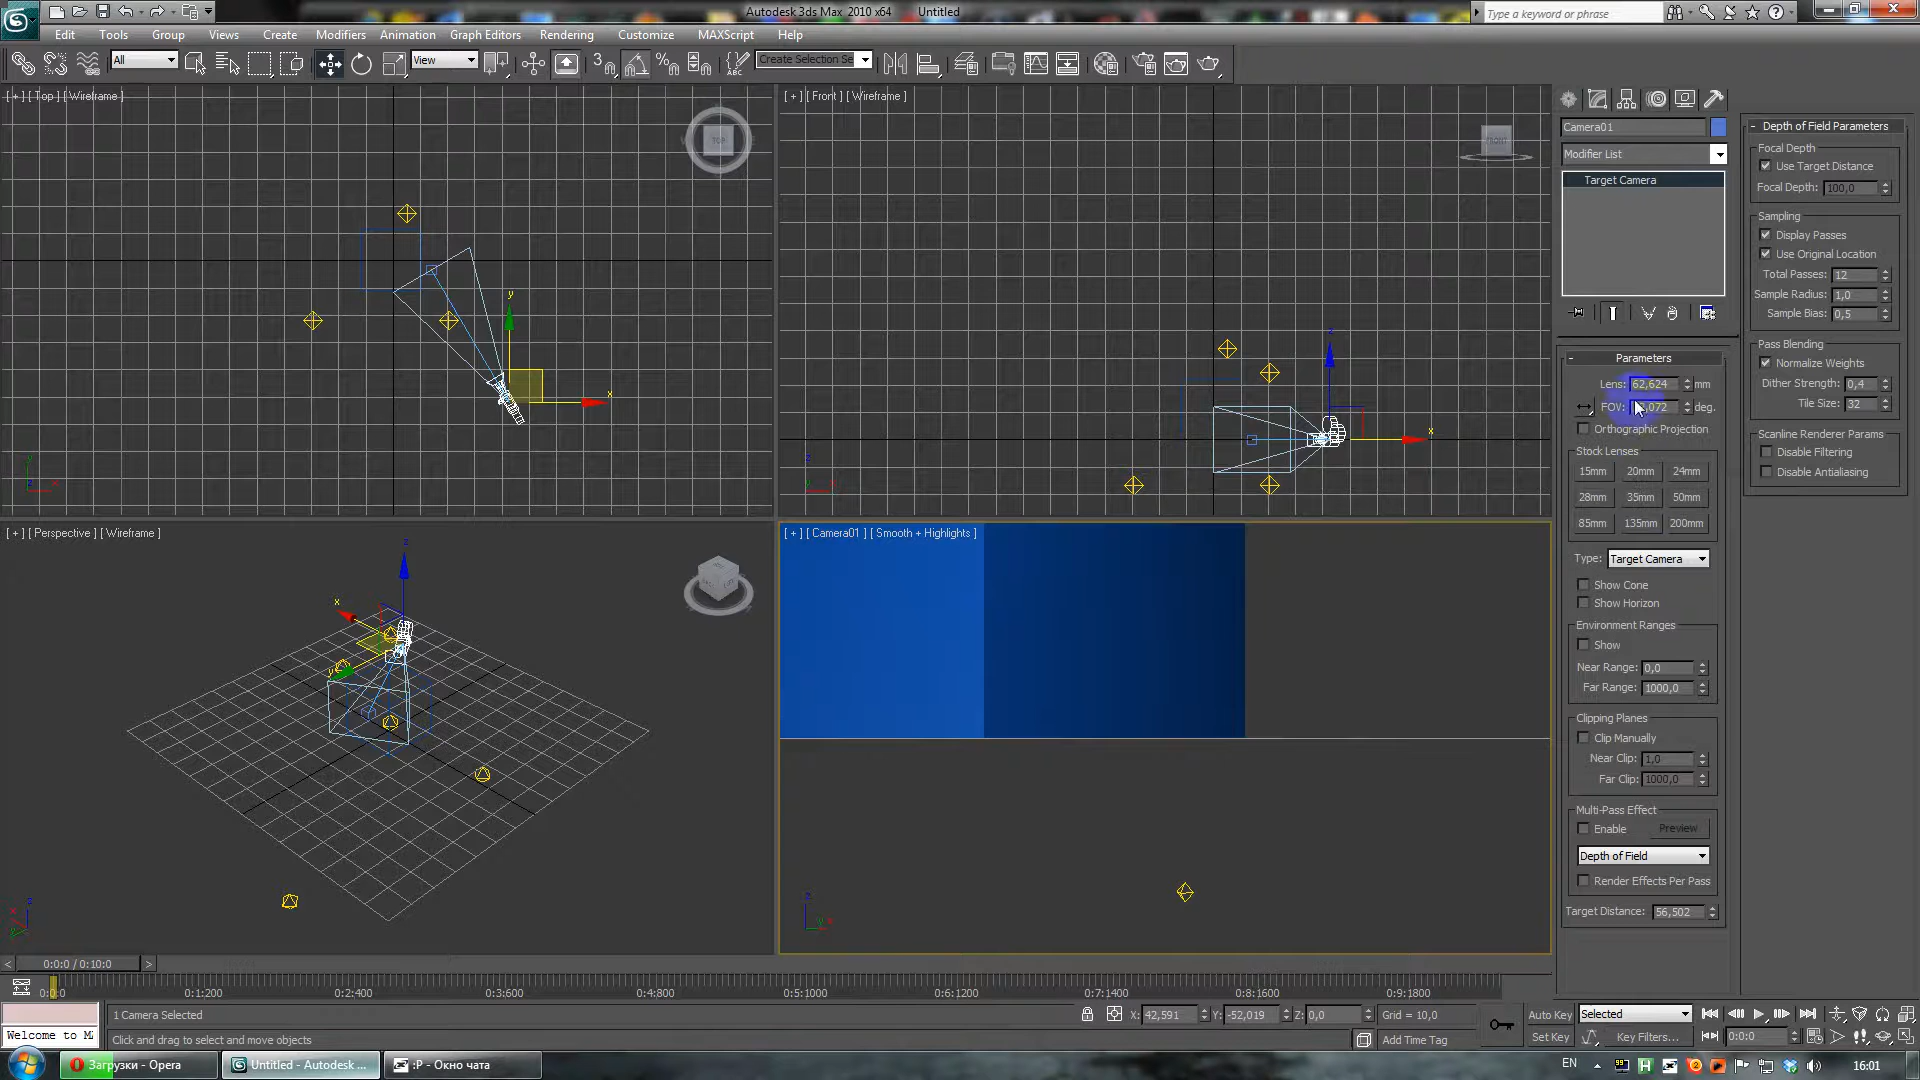 Autodesk 3ds Max 2010 x64 Untitled
Type a keyword or phrase
Edit Tools Group Views Create Modifiers Animation Graph Editors Rendering Customize MAXScript Help
All
View
Create Selection Se
[ + ] [ Top ] [ Wireframe ]
[ + ] [ Front ] [ Wireframe ]
TOP
FRONT
[ + ] [ Perspective ] [ Wireframe ]
[ + ] [ Camera01 ] [ Smooth + Highlights ]
Camera01
Modifier List
Target Camera
Parameters
Lens: 62,624 mm
FOV: ,072 deg.
Orthographic Projection
Stock Lenses
15mm 20mm 24mm
28mm 35mm 50mm
85mm 135mm 200mm
Type: Target Camera
Show Cone
Show Horizon
Environment Ranges
Show
Near Range: 0,0
Far Range: 1000,0
Clipping Planes
Clip Manually
Near Clip: 1,0
Far Clip: 1000,0
Multi-Pass Effect
Enable Preview
Depth of Field
Render Effects Per Pass
Target Distance: 56,502
Depth of Field Parameters
Focal Depth
Use Target Distance
Focal Depth: 100,0
Sampling
Display Passes
Use Original Location
Total Passes: 12
Sample Radius: 1,0
Sample Bias: 0,5
Pass Blending
Normalize Weights
Dither Strength: 0,4
Tile Size: 32
Scanline Renderer Params
Disable Filtering
Disable Antialiasing
< 0:0:0 / 0:10:0 >
0:0:0 0:1:200 0:2:400 0:3:600 0:4:800 0:5:1000 0:6:1200 0:7:1400 0:8:1600 0:9:1800
1 Camera Selected X: 42,591 Y: -52,019 Z: 0,0 Grid = 10,0 Auto Key Selected
Welcome to M Click and drag to select and move objects Add Time Tag Set Key Key Filters... 0:0:0
Загрузки - Opera Untitled - Autodesk ... :P - Окно чата EN 16:01